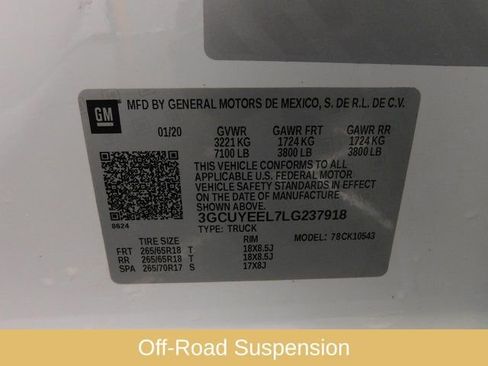 GM
MFD BY GENERAL MOTORS DE MEXICO, S. DE R.L. DE C.V.
01/20 GVWR GAWR FRT GAWR RR
3221 KG 1724 KG 1724 KG
7100 LB 3800 LB 3800 LB
THIS VEHICLE CONFORMS TO ALL
APPLICABLE U.S. FEDERAL MOTOR
VEHICLE SAFETY STANDARDS IN EFFECT
ON THE DATE OF MANUFACTURE
SHOWN ABOVE.
3GCUYEEL7LG237918
8624
TYPE: TRUCK MODEL: 78CK10543
TIRE SIZE RIM
FRT 265/65R18 T 18X8.5J
RR 265/65R18 T 18X8.5J
SPA 265/70R17 S 17X8J
Off-Road Suspension